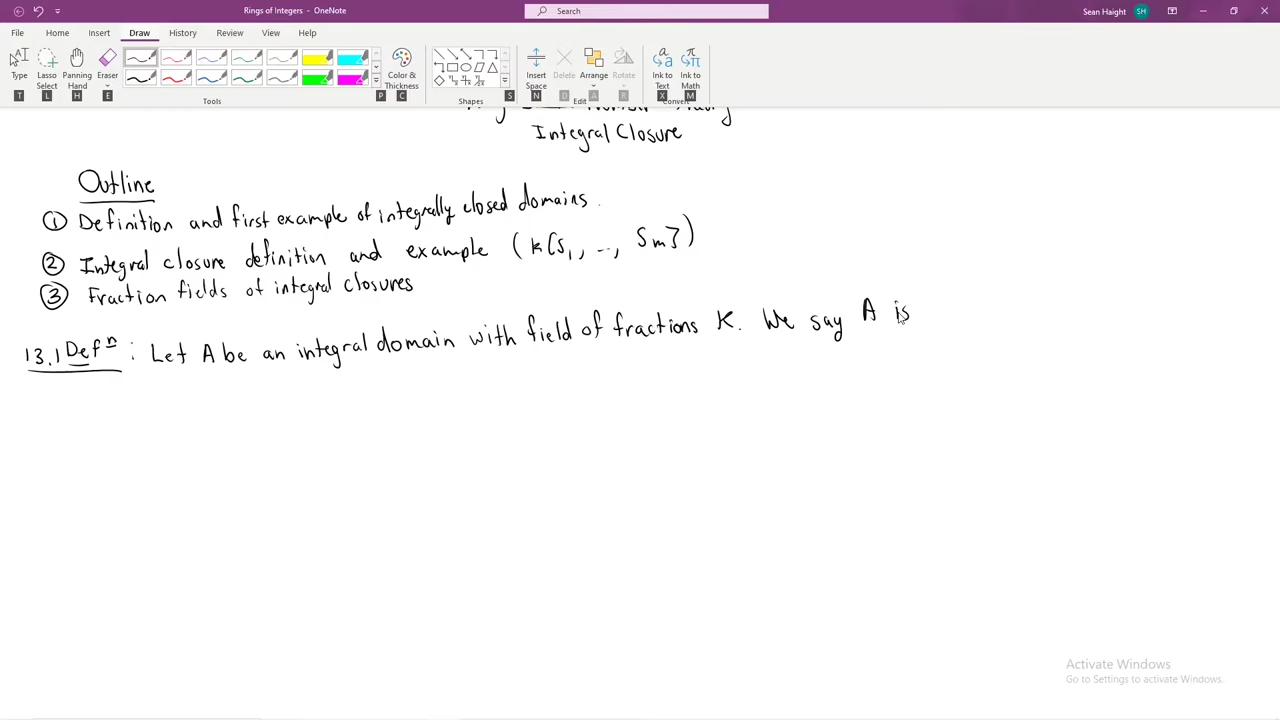 Rings of Integers - OneNote
Search
Sean Haight SH
File Home Insert Draw History Review View Help
Type Lasso Select Panning Hand Eraser Color & Thickness Insert Space Delete Arrange Rotate Ink to Text Ink to Math
T L H E P C S N D A R X M
Tools Shapes Edit Convert
Integral Closure
Outline
① Definition and first example of integrally closed domains.
② Integral closure definition and example (k[S1, ..., Sm])
③ Fraction fields of integral closures
13.1 Defn: Let A be an integral domain with field of fractions K. We say A is
Activate Windows
Go to Settings to activate Windows.